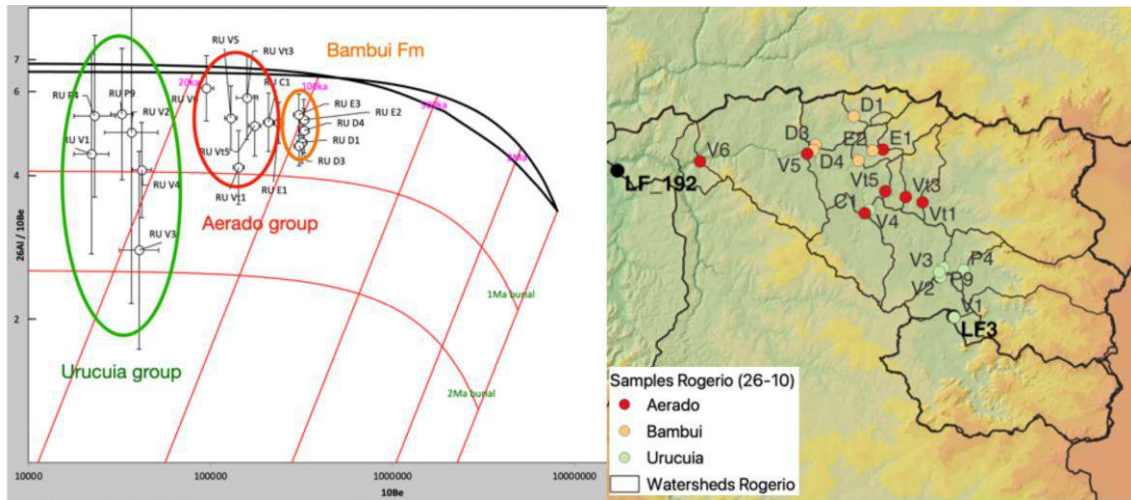 Bambui Fm
RU V5
RU Vt3
7
RU F4
RU P9
20ka
RU C1
100ka
6
RU V2
RU V6
RU E3
RU E2
500ka
RU D4
RU V1
RU Vt5
RU D1
RU D3
1Ma
4
RU V4
RU Vt1
RU E1
26Al / 10Be
Aerado group
RU V3
1Ma burial
2
Urucuia group
2Ma burial
10000
100000
1000000
10000000
10Be
D1
D3
E2
E1
V6
V5
D4
LF_192
Vt5
Vt3
C1
V4
Vt1
V3
P4
P9
V2
V1
LF3
Samples Rogerio (26-10)
Aerado
Bambui
Urucuia
Watersheds Rogerio